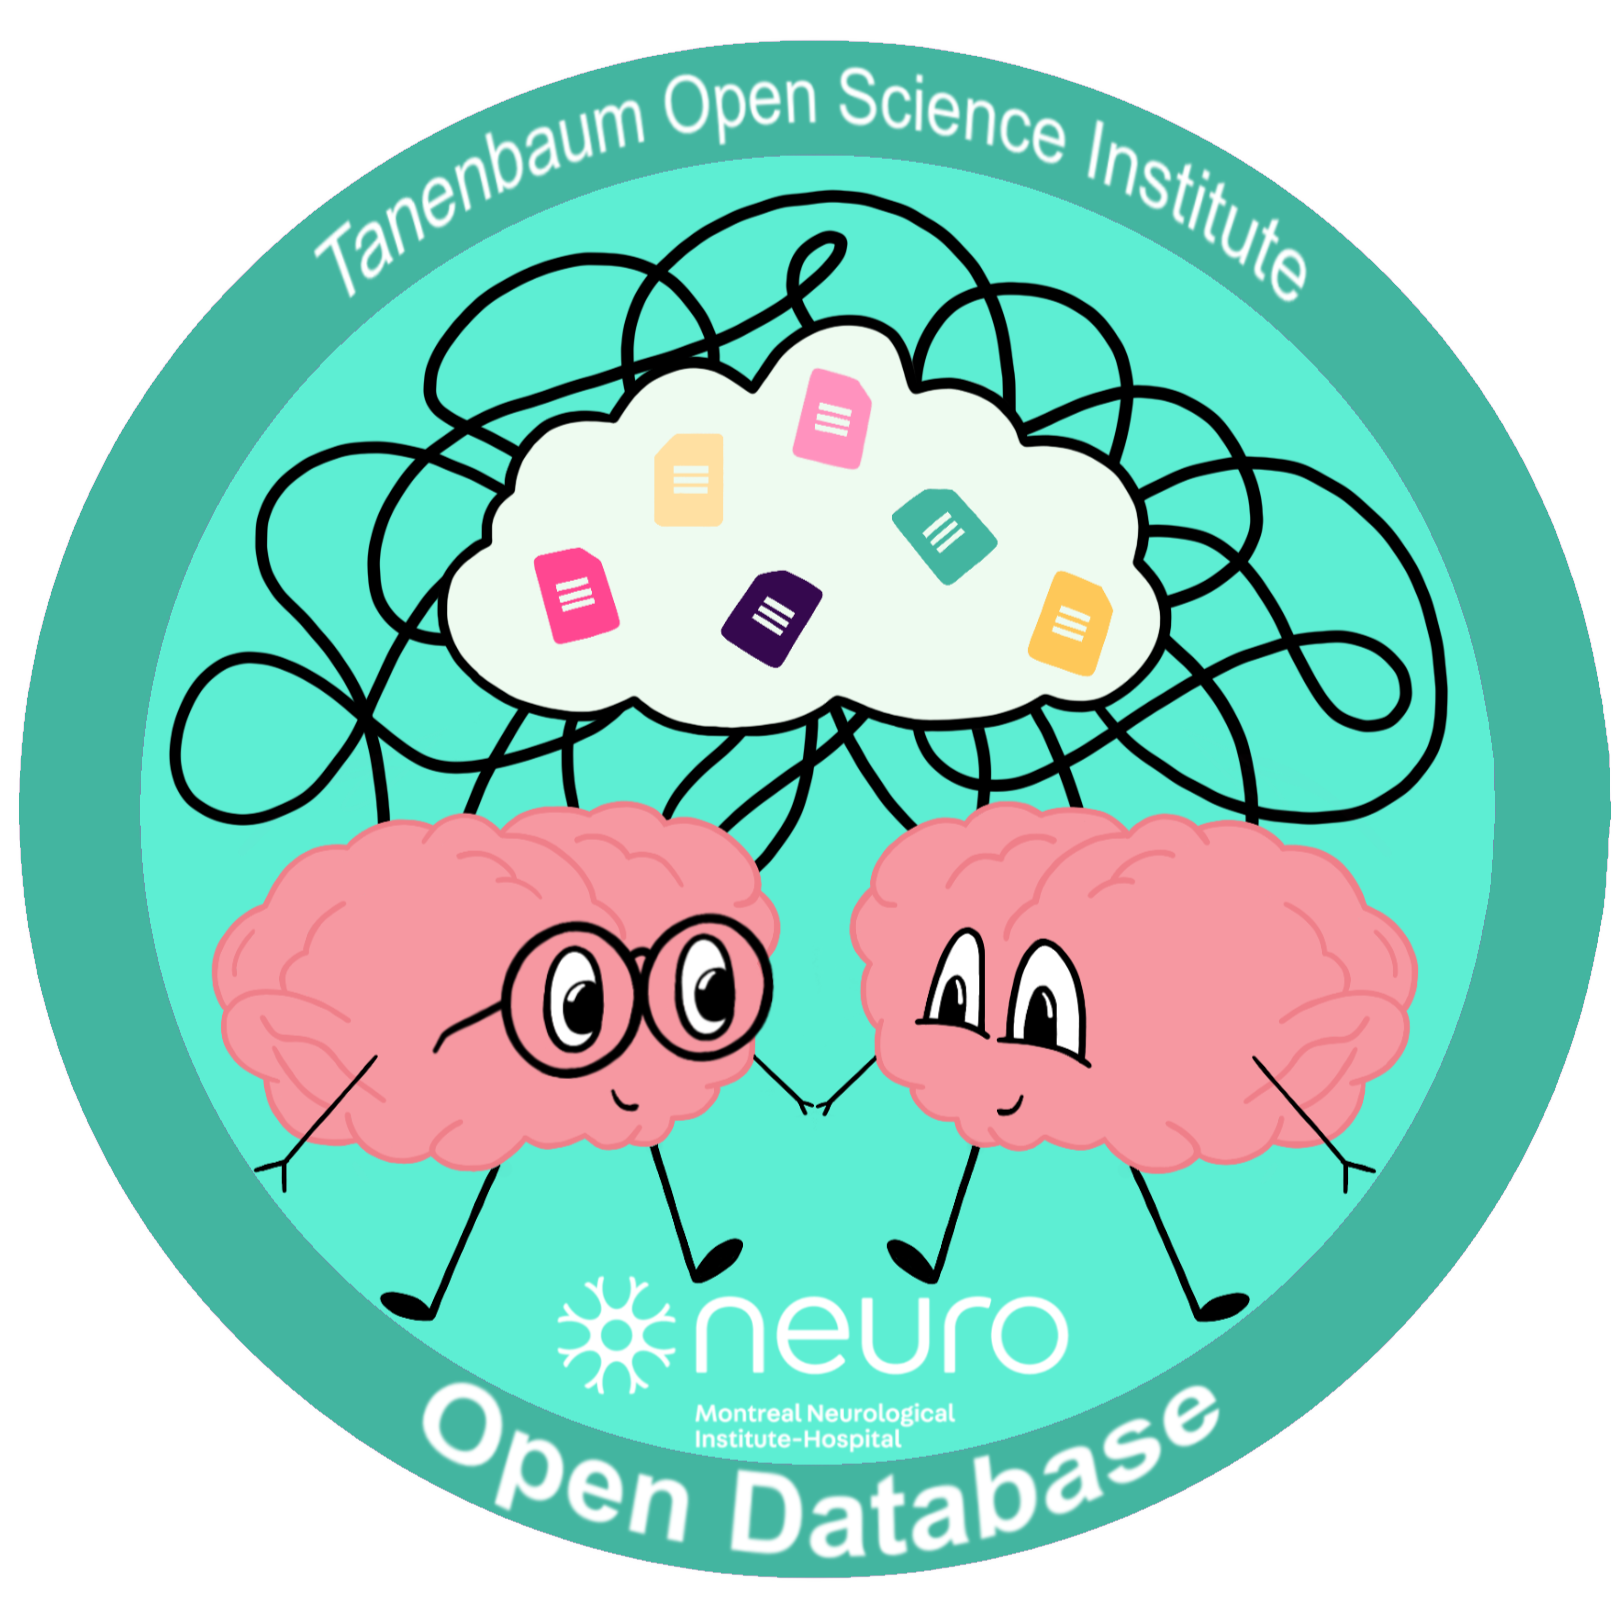 Tanenbaum Open Science Institute
neuro
Montreal Neurological
Institute-Hospital
Open Database